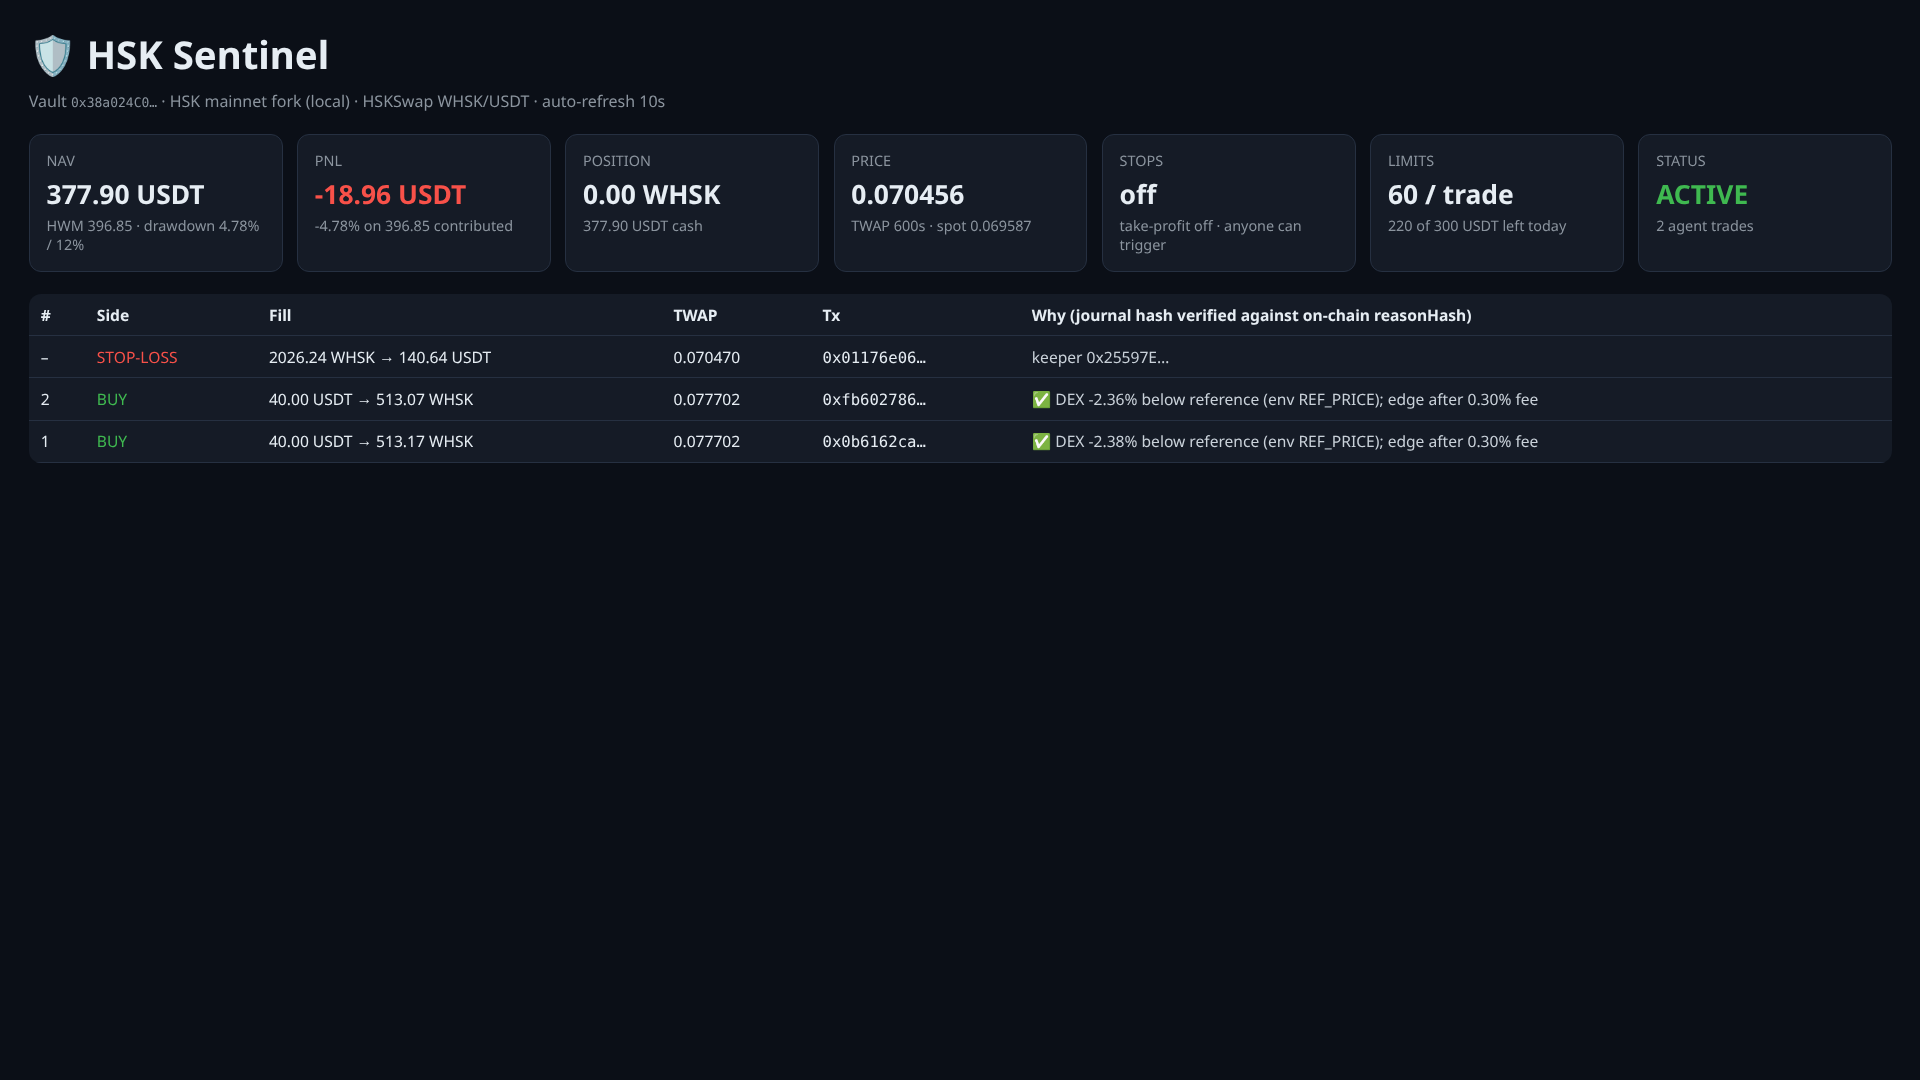 🛡️ HSK Sentinel
Vault 0x38a024C0… · HSK mainnet fork (local) · HSKSwap WHSK/USDT · auto-refresh 10s
NAV
377.90 USDT
HWM 396.85 · drawdown 4.78%
/ 12%
PNL
-18.96 USDT
-4.78% on 396.85 contributed
POSITION
0.00 WHSK
377.90 USDT cash
PRICE
0.070456
TWAP 600s · spot 0.069587
STOPS
off
take-profit off · anyone can
trigger
LIMITS
60 / trade
220 of 300 USDT left today
STATUS
ACTIVE
2 agent trades
# Side Fill TWAP Tx Why (journal hash verified against on-chain reasonHash)
– STOP-LOSS 2026.24 WHSK → 140.64 USDT 0.070470 0x01176e06… keeper 0x25597E…
2 BUY 40.00 USDT → 513.07 WHSK 0.077702 0xfb602786… ✅ DEX -2.36% below reference (env REF_PRICE); edge after 0.30% fee
1 BUY 40.00 USDT → 513.17 WHSK 0.077702 0x0b6162ca… ✅ DEX -2.38% below reference (env REF_PRICE); edge after 0.30% fee